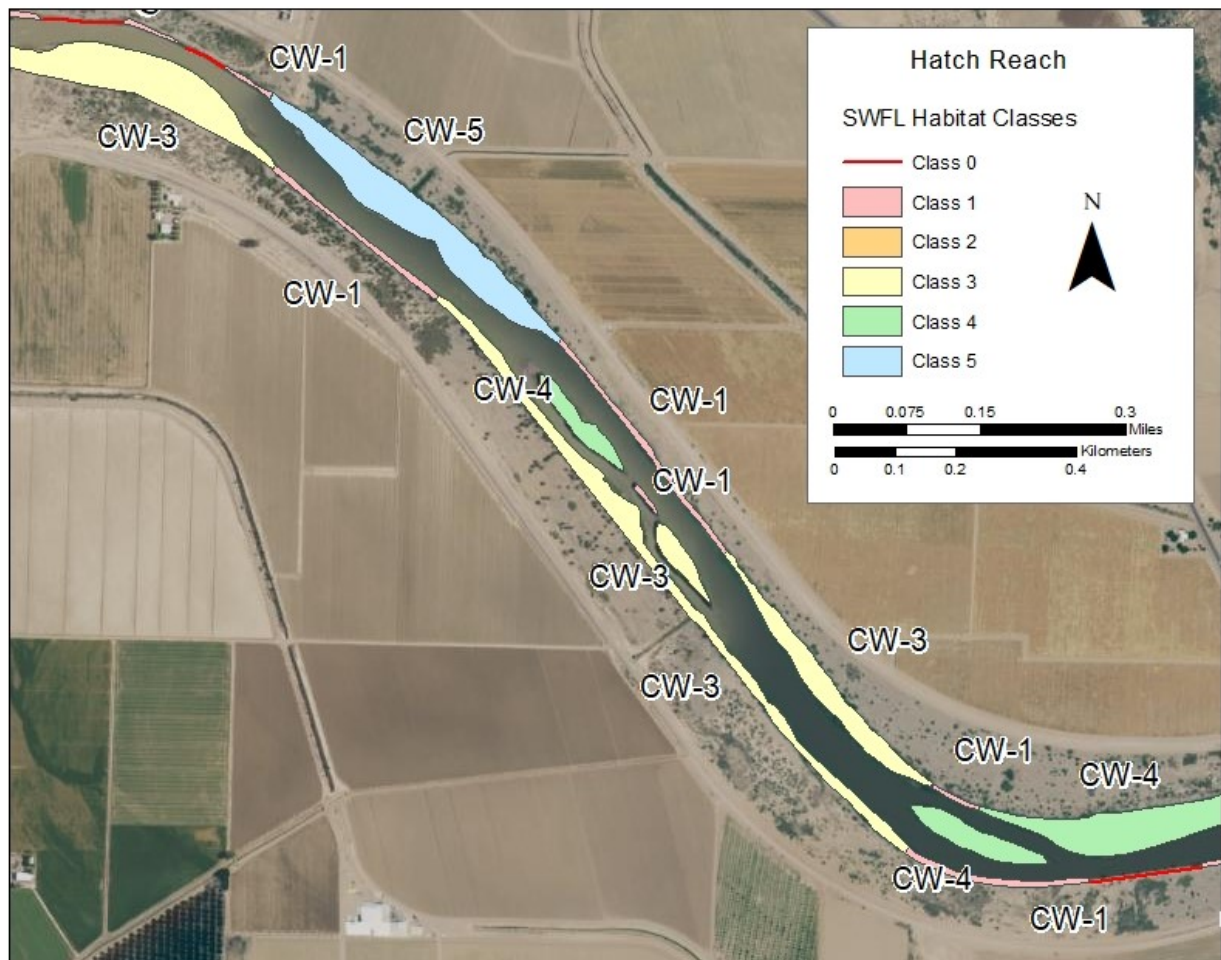 Hatch Reach
SWFL Habitat Classes
Class 0
Class 1
Class 2
Class 3
Class 4
Class 5
N
0 0.075 0.15 0.3
Miles
Kilometers
0 0.1 0.2 0.4
CW-1
CW-5
CW-3
CW-1
CW-4
CW-1
CW-1
CW-3
CW-3
CW-3
CW-1
CW-4
CW-4
CW-1